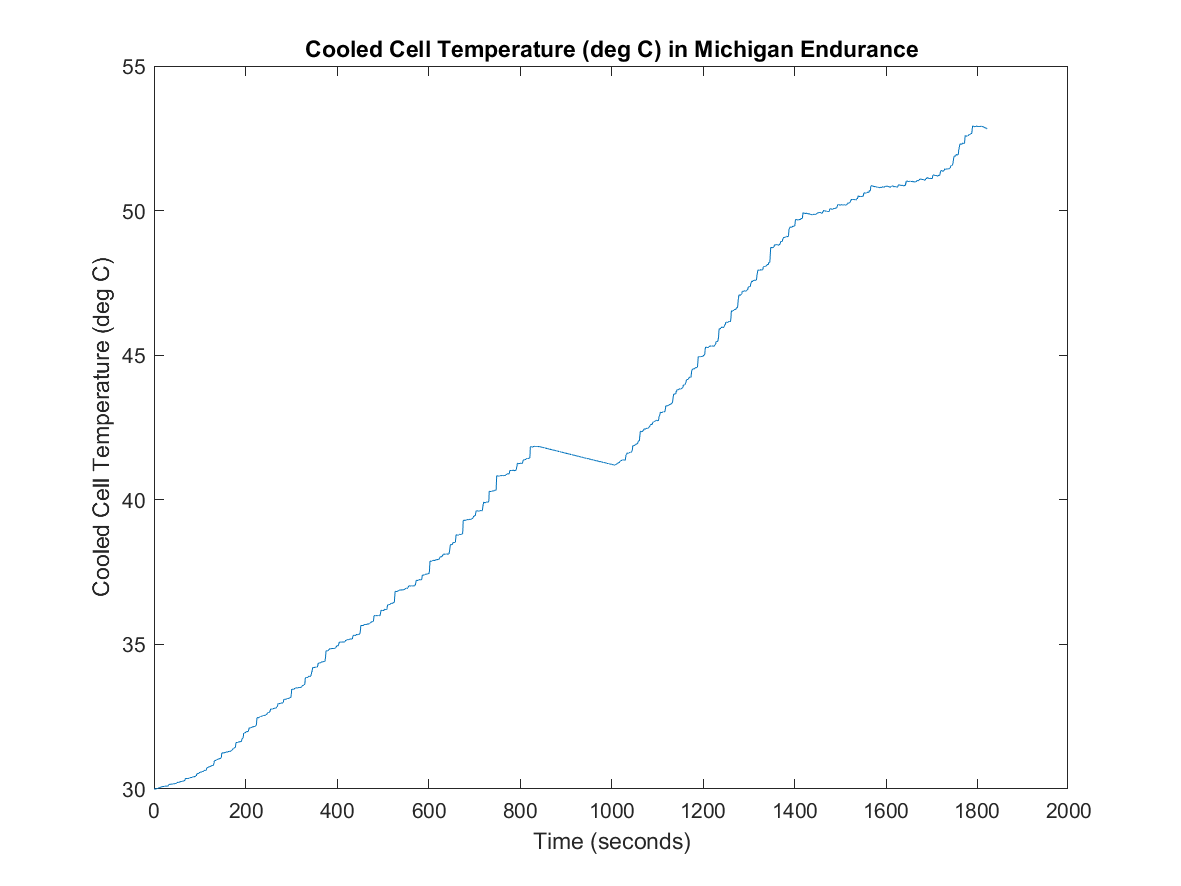 Cooled Cell Temperature (deg C) in Michigan Endurance
55
50
45
40
35
30
Cooled Cell Temperature (deg C)
0 200 400 600 800 1000 1200 1400 1600 1800 2000
Time (seconds)